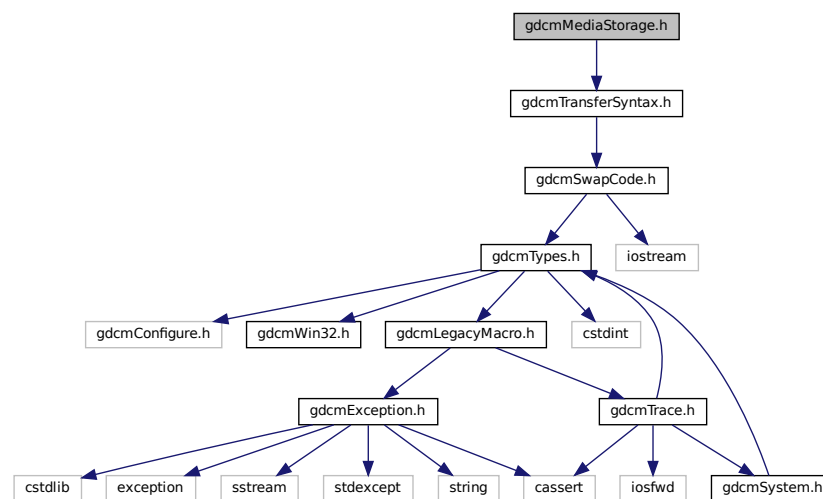 gdcmMediaStorage.h
gdcmTransferSyntax.h
gdcmSwapCode.h
gdcmTypes.h
iostream
gdcmConfigure.h
gdcmWin32.h
gdcmLegacyMacro.h
cstdint
gdcmException.h
gdcmTrace.h
cstdlib
exception
sstream
stdexcept
string
cassert
iosfwd
gdcmSystem.h